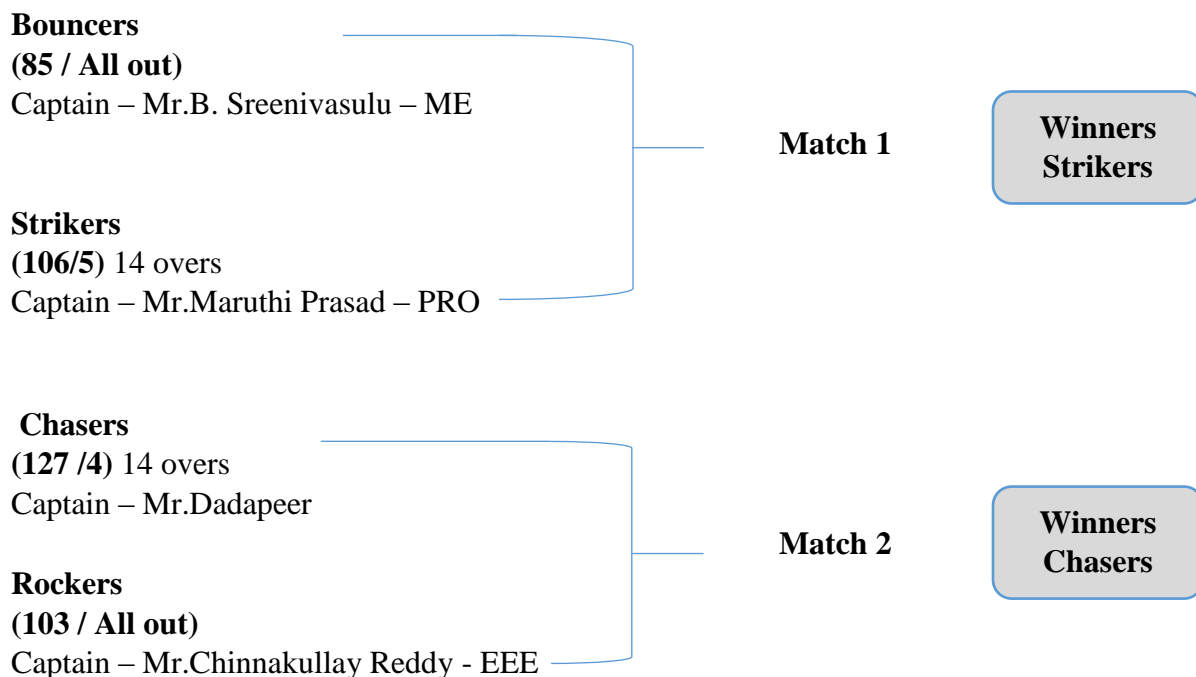 Bouncers
(85 / All out)
Captain – Mr.B. Sreenivasulu – ME
Match 1
Winners
Strikers
Strikers
(106/5) 14 overs
Captain – Mr.Maruthi Prasad – PRO
Chasers
(127 /4) 14 overs
Captain – Mr.Dadapeer
Match 2
Winners
Chasers
Rockers
(103 / All out)
Captain – Mr.Chinnakullay Reddy - EEE